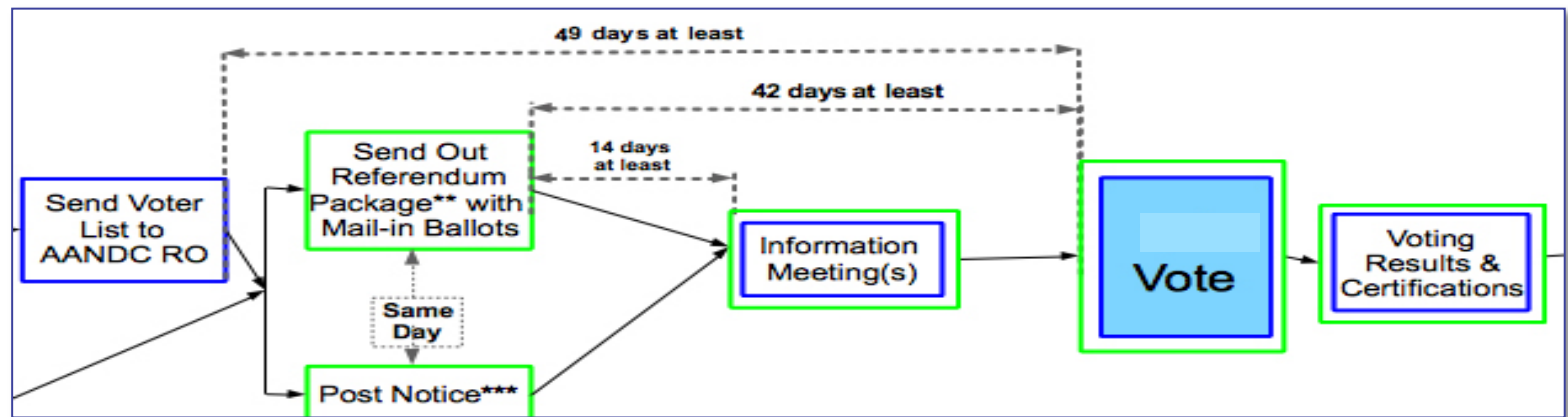 49 days at least
42 days at least
14 days
at least
Send Voter
List to
AANDC RO
Send Out
Referendum
Package** with
Mail-in Ballots
Same
Day
Post Notice***
Information
Meeting(s)
Vote
Voting
Results &
Certifications